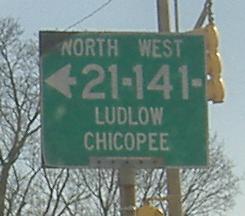 NORTH WEST
21-141-
LUDLOW
CHICOPEE